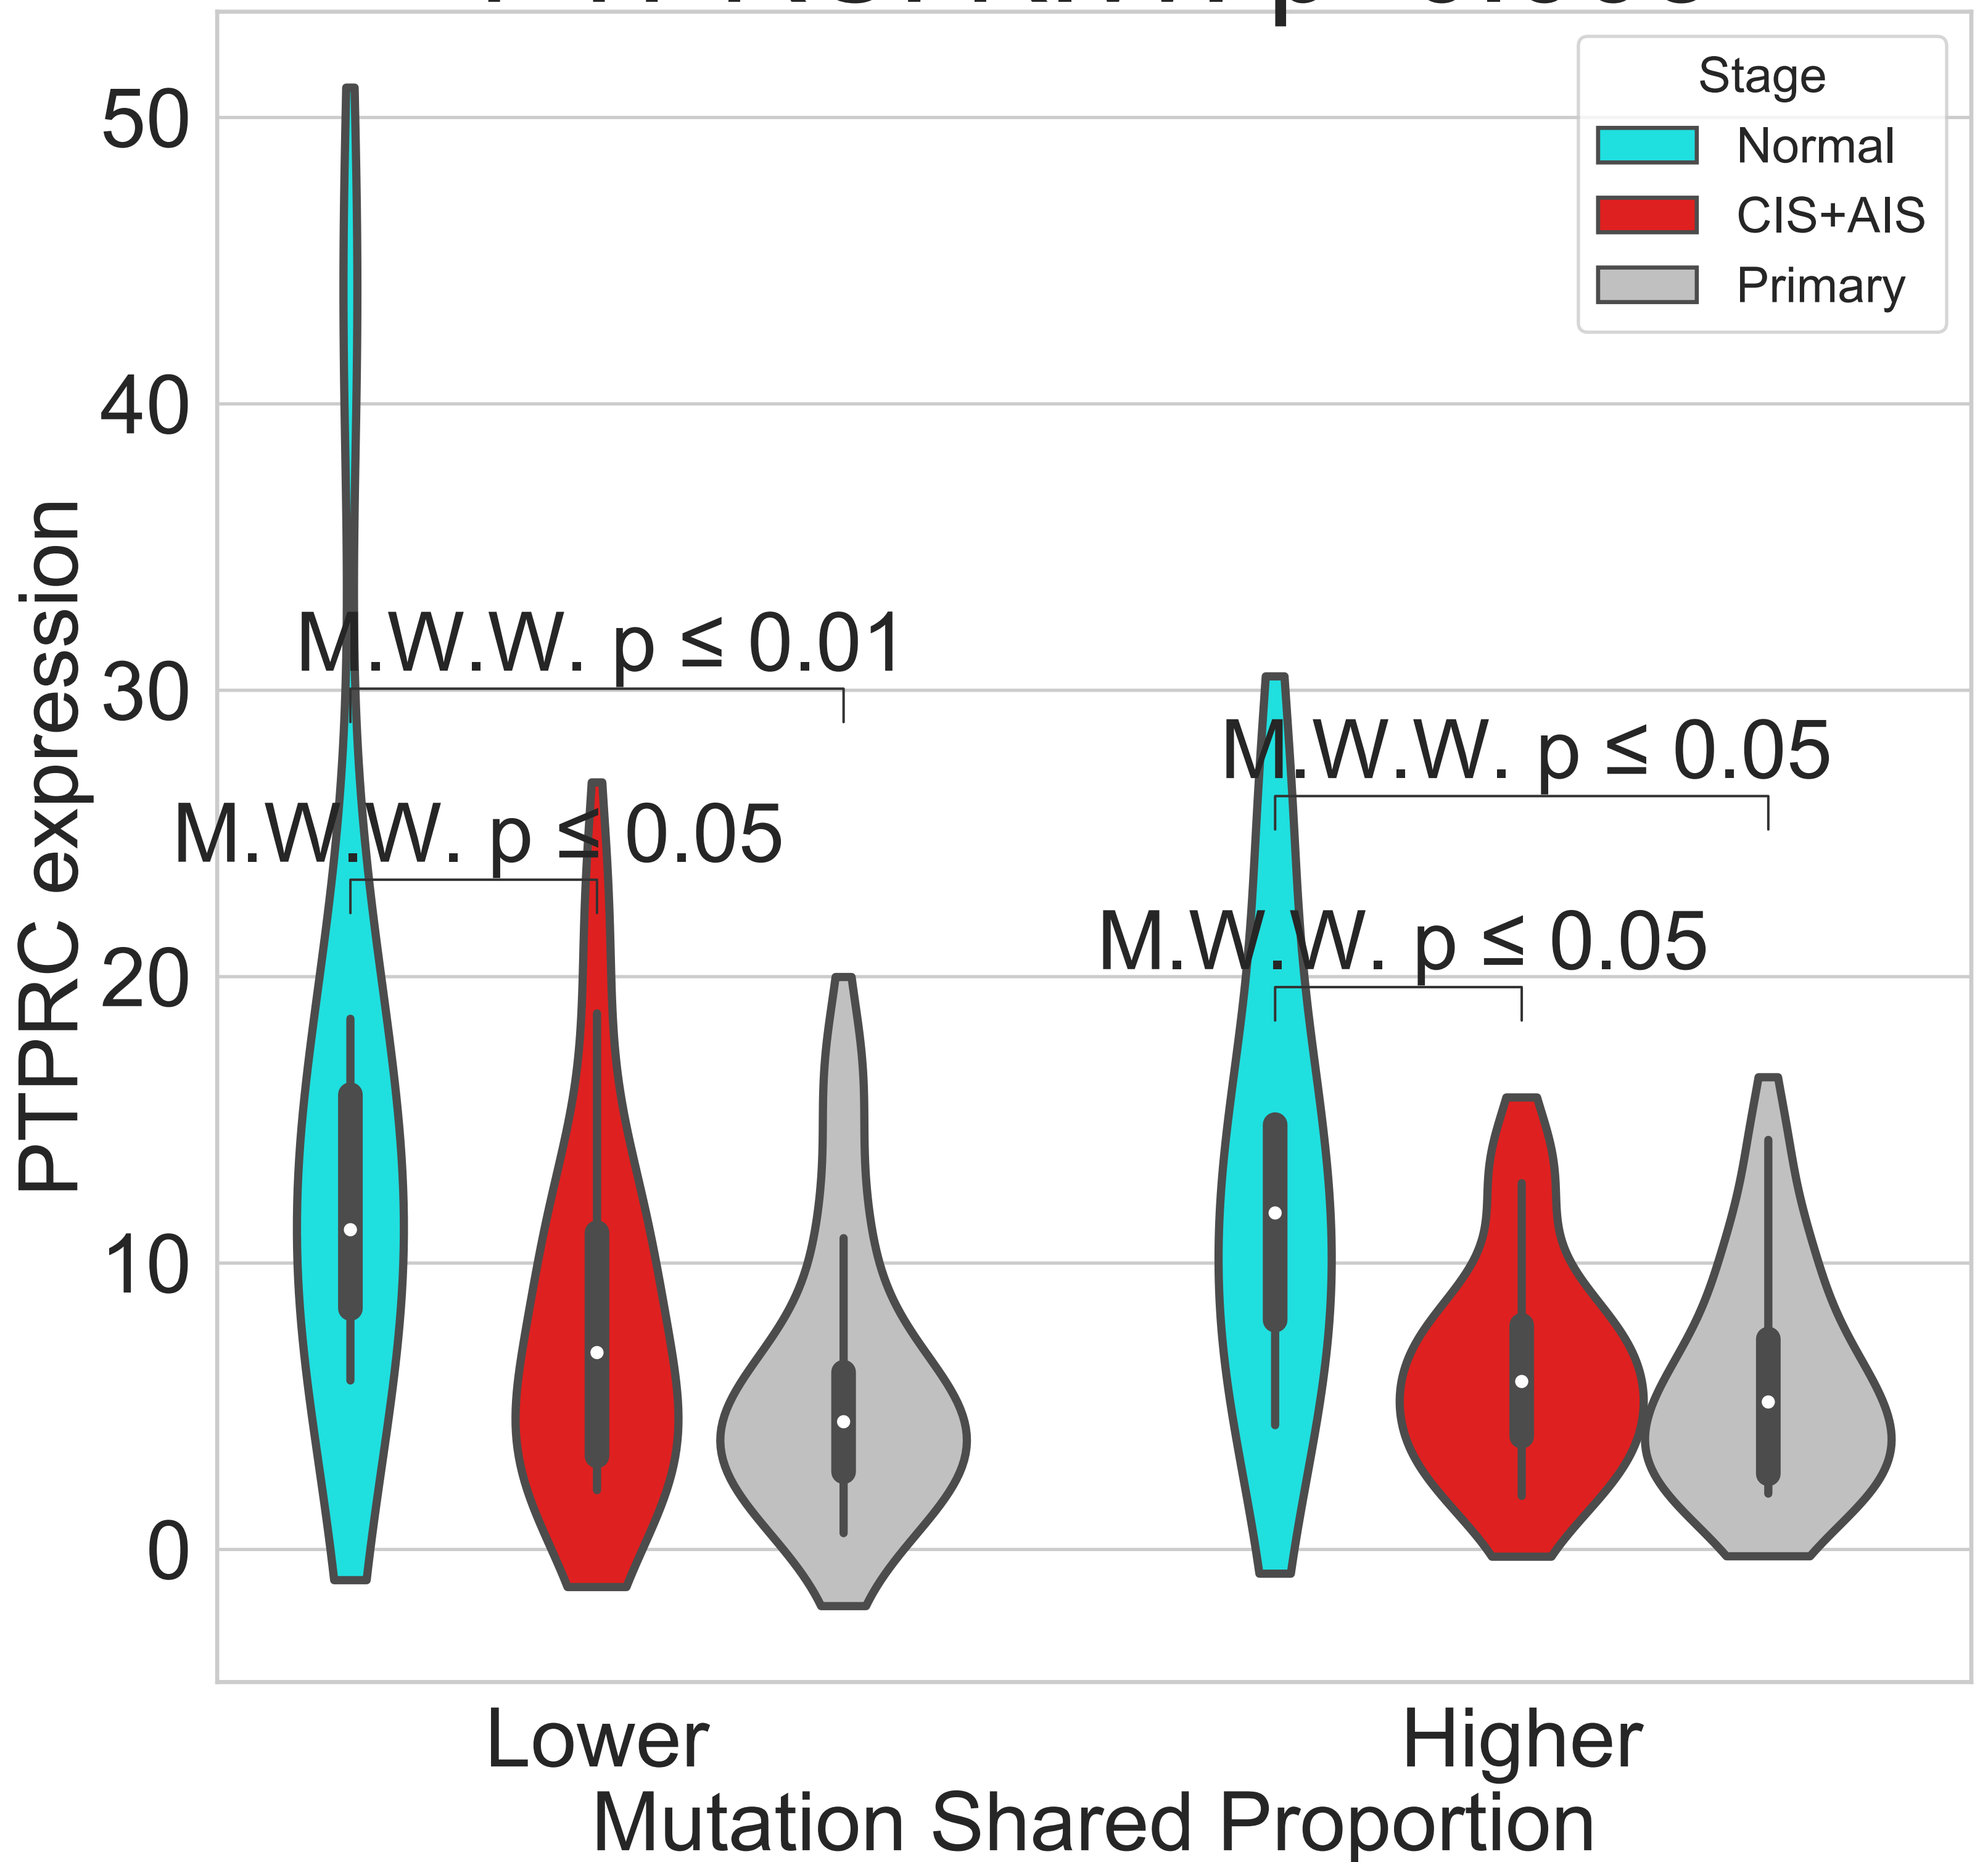 Stage
Normal
CIS+AIS
Primary
PTPRC expression
50
40
30
20
10
0
M.W.W. p ≤ 0.01
M.W.W. p ≤ 0.05
M.W.W. p ≤ 0.05
M.W.W. p ≤ 0.05
Lower
Higher
Mutation Shared Proportion